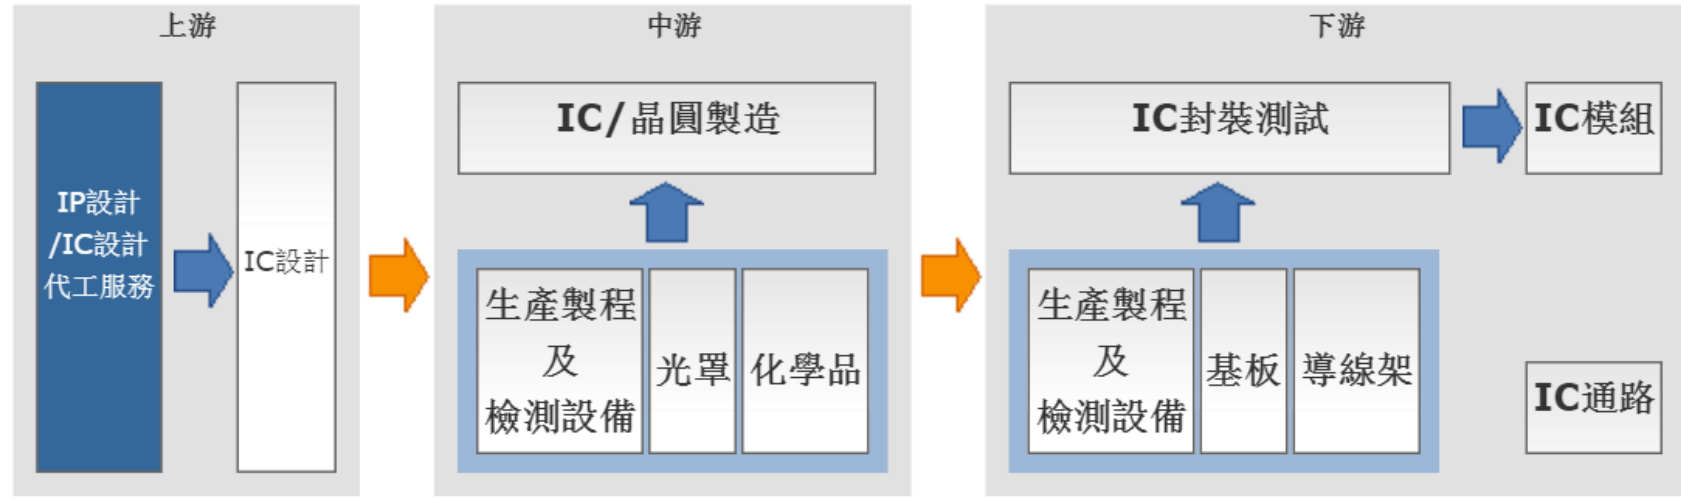 上游
IP設計
/IC設計
代工服務
IC設計
中游
IC/晶圓製造
生產製程
及
檢測設備
光罩
化學品
下游
IC封裝測試
IC模組
生產製程
及
檢測設備
基板
導線架
IC通路